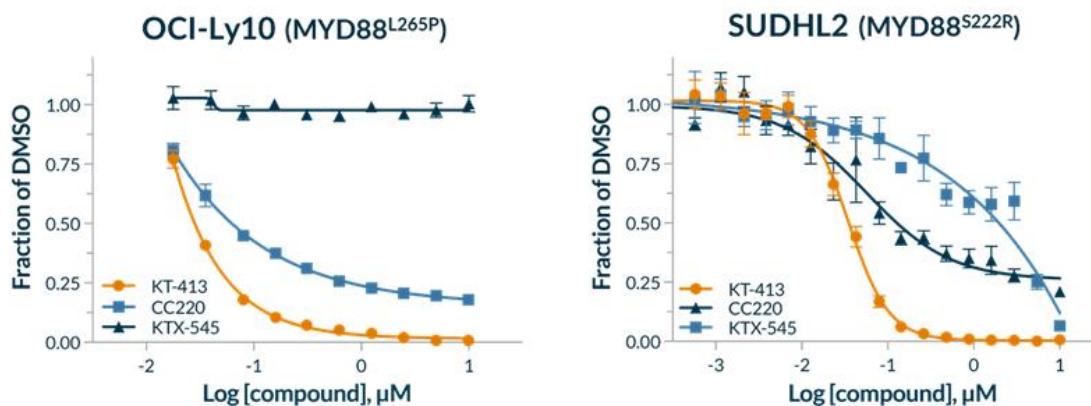 OCI-Ly10 (MYD88L265P)
Fraction of DMSO
1.00
0.75
0.50
0.25
0.00
KT-413
CC220
KTX-545
-2
-1
0
1
Log [compound], μM
SUDHL2 (MYD88S222R)
Fraction of DMSO
1.00
0.75
0.50
0.25
0.00
KT-413
CC220
KTX-545
-3
-2
-1
0
1
Log [compound], μM